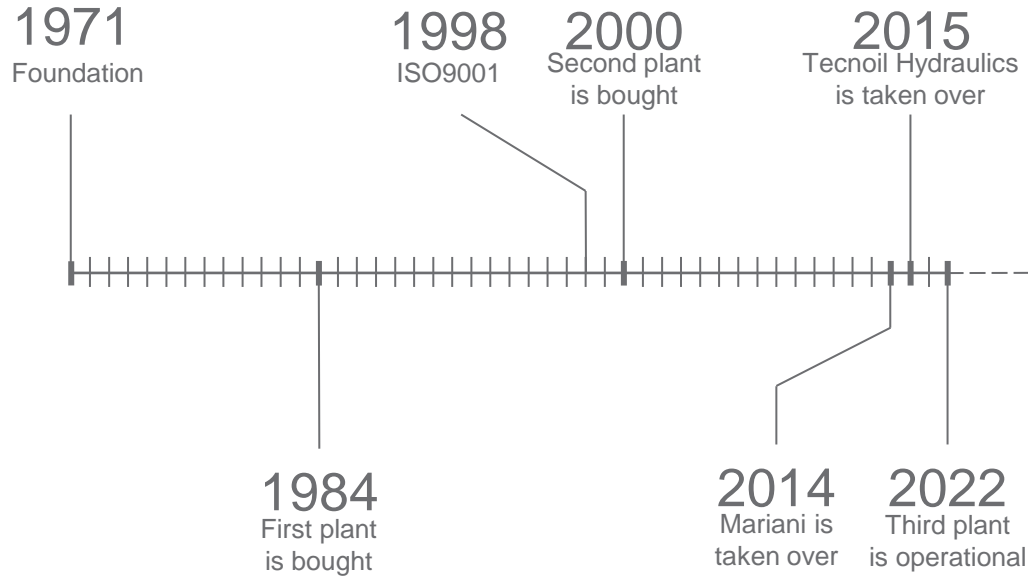 1971
Foundation
1998
ISO9001
2000
Second plant
is bought
2015
Tecnoil Hydraulics
is taken over
1984
First plant
is bought
2014
Mariani is
taken over
2022
Third plant
is operational